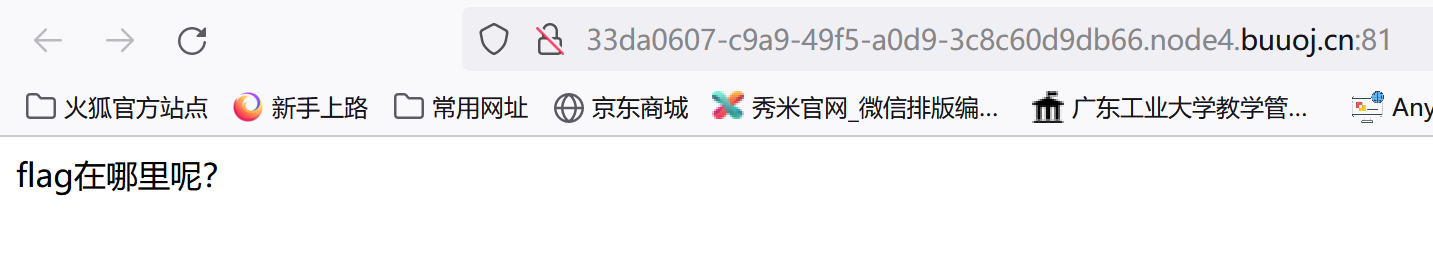 33da0607-c9a9-49f5-a0d9-3c8c60d9db66.node4.buuoj.cn:81
火狐官方站点 新手上路 常用网址 京东商城 秀米官网_微信排版编... 广东工业大学教学管... Any
flag在哪里呢？